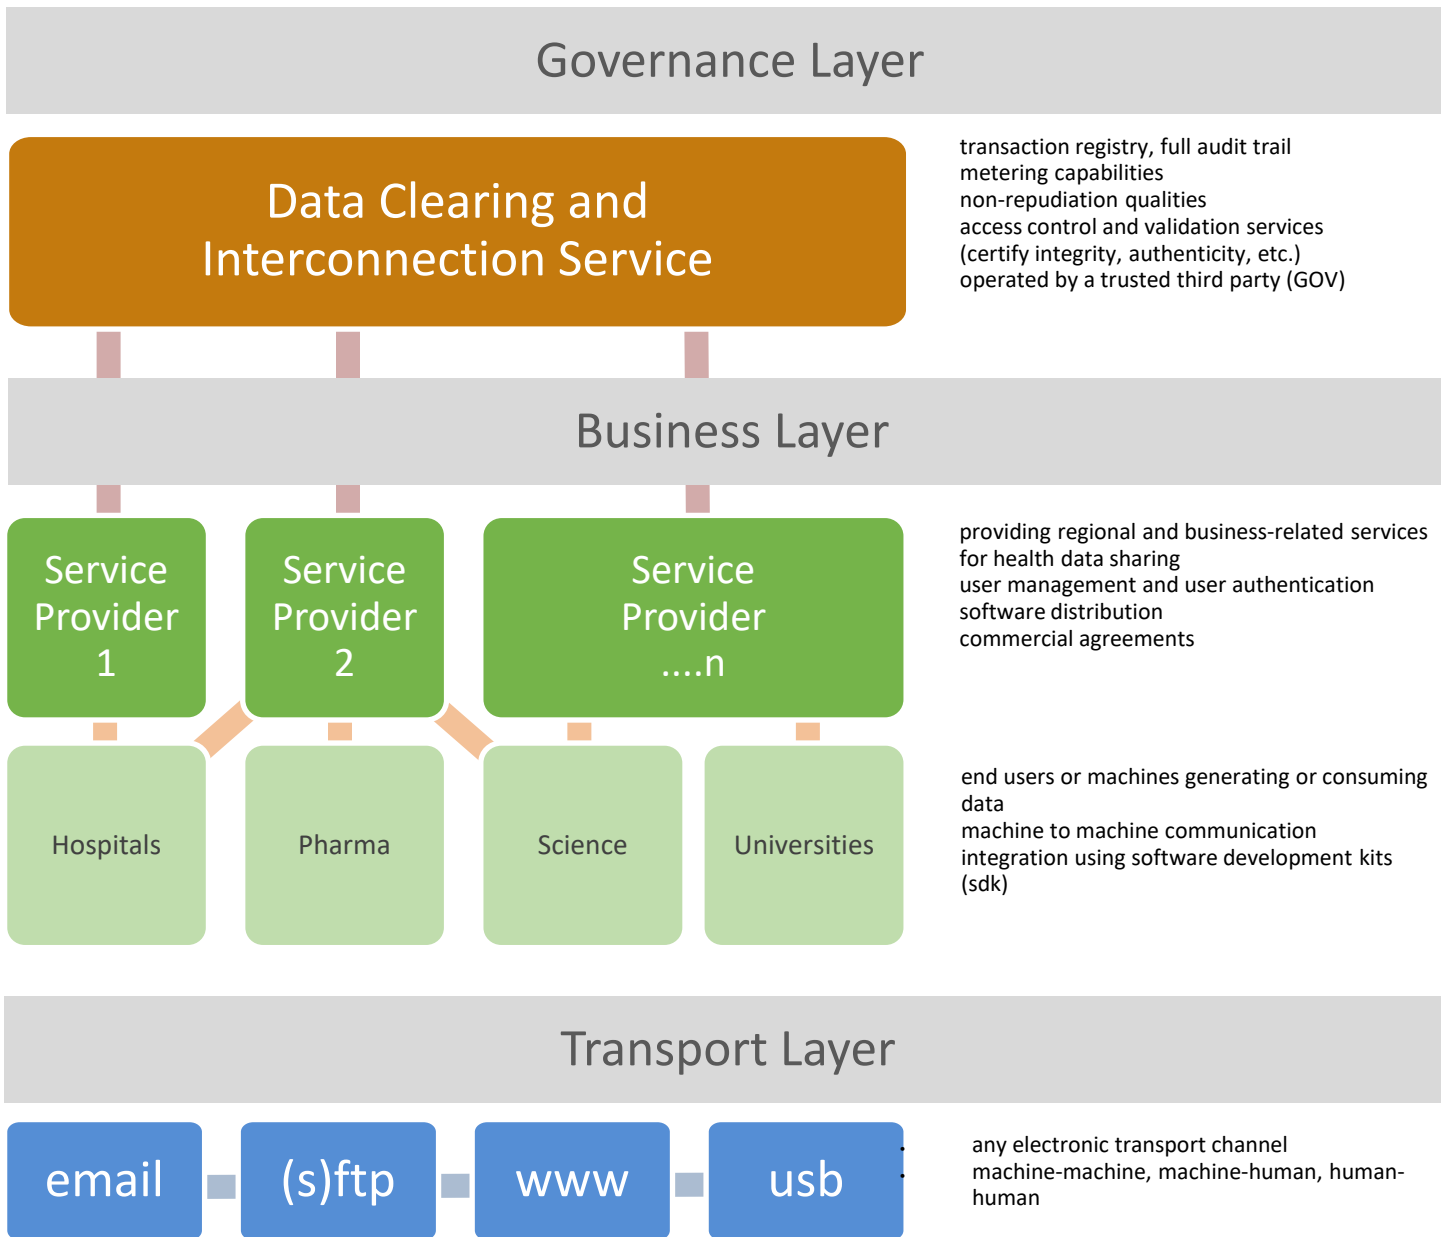 Governance Layer
Data Clearing and
Interconnection Service
transaction registry, full audit trail
metering capabilities
non-repudiation qualities
access control and validation services
(certify integrity, authenticity, etc.)
operated by a trusted third party (GOV)
Business Layer
Service
Provider
1
Service
Provider
2
Service
Provider
....n
providing regional and business-related services
for health data sharing
user management and user authentication
software distribution
commercial agreements
Hospitals
Pharma
Science
Universities
end users or machines generating or consuming
data
machine to machine communication
integration using software development kits
(sdk)
Transport Layer
email
(s)ftp
www
usb
• any electronic transport channel
• machine-machine, machine-human, human-
human